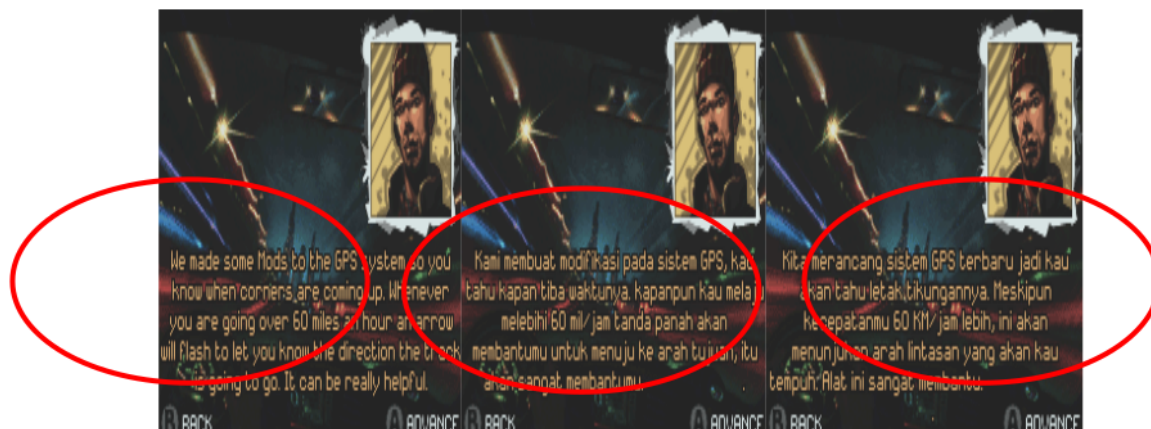 We made some Mods to the GPS system so you
know when corners are coming up. Whenever
you are going over 60 miles an hour an arrow
will flash to let you know the direction the track
is going to go. It can be really helpful.
B BACK
A ADVANCE
Kami membuat modifikasi pada sistem GPS, kau
tahu kapan tiba waktunya. kapanpun kau melaju
melebihi 60 mil/jam tanda panah akan
membantumu untuk menuju ke arah tujuan, itu
akan sangat membantumu.
B BACK
A ADVANCE
Kita merancang sistem GPS terbaru jadi kau
akan tahu letak tikungannya. Meskipun
kecepatanmu 60 KM/jam lebih, ini akan
menunjukan arah lintasan yang akan kau
tempuh. Alat ini sangat membantu.
B BACK
A ADVANCE